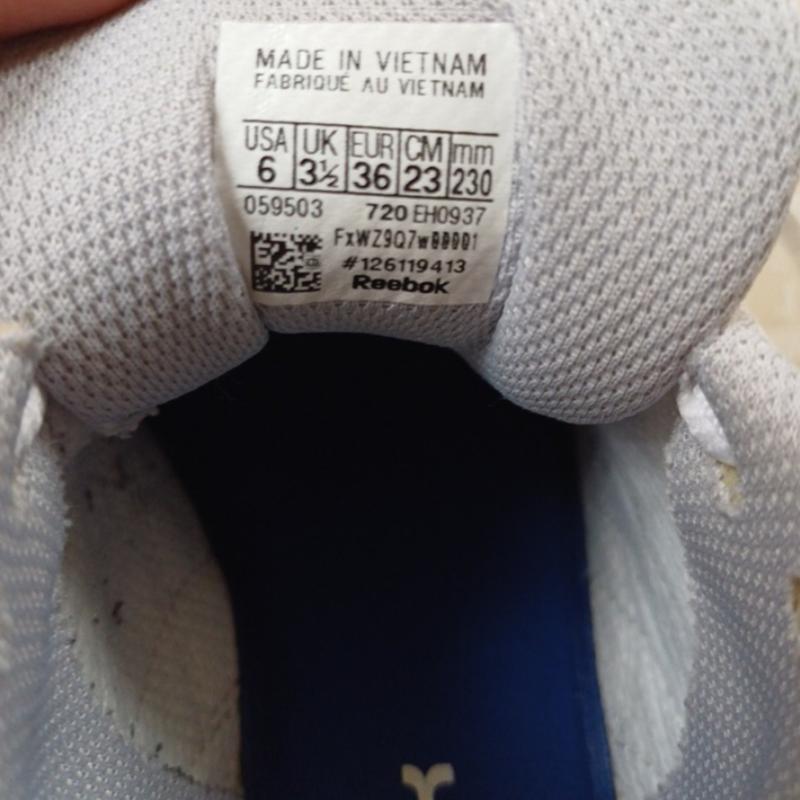 MADE IN VIETNAM
FABRIQUÉ AU VIETNAM
USA UK EUR CM mm
6 3½ 36 23 230
059503 720 EH0937
#126119413
Reebok